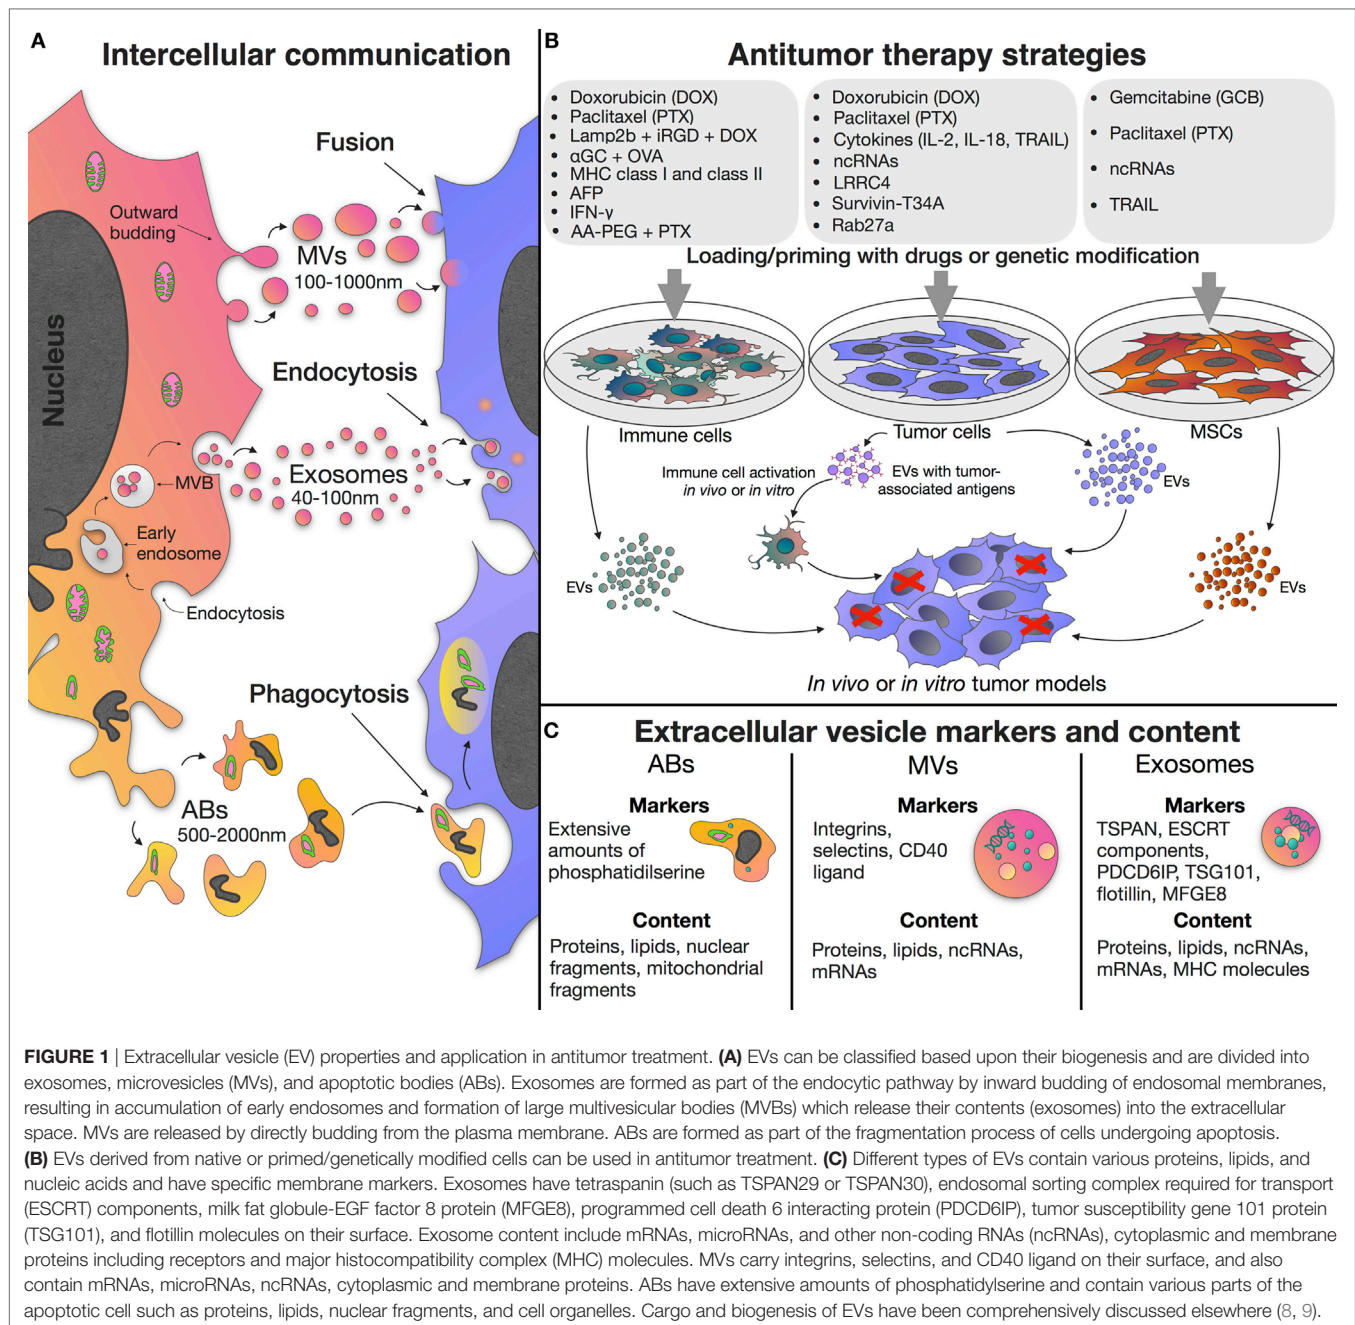 A
Intercellular communication
Fusion
Outward
budding
MVs
100-1000nm
Nucleus
Endocytosis
Exosomes
40-100nm
MVB
Early
endosome
Endocytosis
Phagocytosis
ABs
500-2000nm
B
Antitumor therapy strategies
• Doxorubicin (DOX)
• Paclitaxel (PTX)
• Lamp2b + iRGD + DOX
• αGC + OVA
• MHC class I and class II
• AFP
• IFN-γ
• AA-PEG + PTX
• Doxorubicin (DOX)
• Paclitaxel (PTX)
• Cytokines (IL-2, IL-18, TRAIL)
• ncRNAs
• LRRC4
• Survivin-T34A
• Rab27a
• Gemcitabine (GCB)
• Paclitaxel (PTX)
• ncRNAs
• TRAIL
Loading/priming with drugs or genetic modification
Immune cells
Tumor cells
MSCs
Immune cell activation
in vivo or in vitro
EVs with tumor-
associated antigens
EVs
EVs
EVs
In vivo or in vitro tumor models
C
Extracellular vesicle markers and content
ABs
Markers
Extensive
amounts of
phosphatidilserine
Content
Proteins, lipids, nuclear
fragments, mitochondrial
fragments
MVs
Markers
Integrins,
selectins, CD40
ligand
Content
Proteins, lipids, ncRNAs,
mRNAs
Exosomes
Markers
TSPAN, ESCRT
components,
PDCD6IP, TSG101,
flotillin, MFGE8
Content
Proteins, lipids, ncRNAs,
mRNAs, MHC molecules
FIGURE 1 | Extracellular vesicle (EV) properties and application in antitumor treatment. (A) EVs can be classified based upon their biogenesis and are divided into
exosomes, microvesicles (MVs), and apoptotic bodies (ABs). Exosomes are formed as part of the endocytic pathway by inward budding of endosomal membranes,
resulting in accumulation of early endosomes and formation of large multivesicular bodies (MVBs) which release their contents (exosomes) into the extracellular
space. MVs are released by directly budding from the plasma membrane. ABs are formed as part of the fragmentation process of cells undergoing apoptosis.
(B) EVs derived from native or primed/genetically modified cells can be used in antitumor treatment. (C) Different types of EVs contain various proteins, lipids, and
nucleic acids and have specific membrane markers. Exosomes have tetraspanin (such as TSPAN29 or TSPAN30), endosomal sorting complex required for transport
(ESCRT) components, milk fat globule-EGF factor 8 protein (MFGE8), programmed cell death 6 interacting protein (PDCD6IP), tumor susceptibility gene 101 protein
(TSG101), and flotillin molecules on their surface. Exosome content include mRNAs, microRNAs, and other non-coding RNAs (ncRNAs), cytoplasmic and membrane
proteins including receptors and major histocompatibility complex (MHC) molecules. MVs carry integrins, selectins, and CD40 ligand on their surface, and also
contain mRNAs, microRNAs, ncRNAs, cytoplasmic and membrane proteins. ABs have extensive amounts of phosphatidylserine and contain various parts of the
apoptotic cell such as proteins, lipids, nuclear fragments, and cell organelles. Cargo and biogenesis of EVs have been comprehensively discussed elsewhere (8, 9).